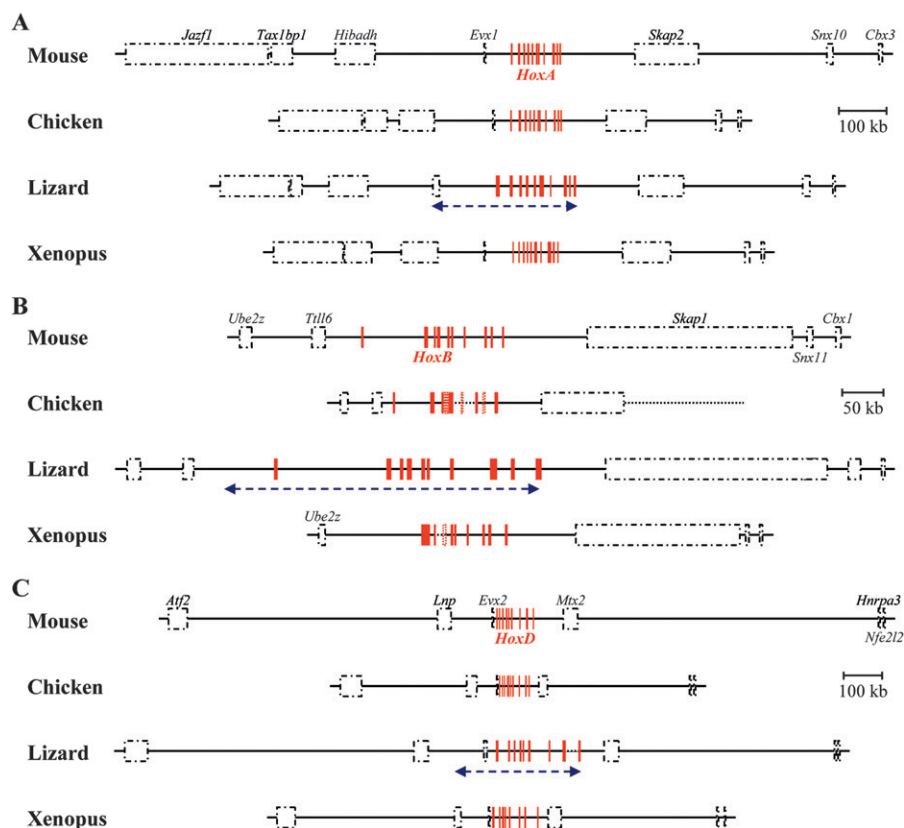 A
Jazf1 Tax1bp1 Hibadh Evx1 Skap2 Snx10 Cbx3
Mouse
HoxA
Chicken
100 kb
Lizard
Xenopus
B
Ube2z Ttll6 Skap1 Cbx1
Mouse
HoxB Snx11
Chicken
50 kb
Lizard
Ube2z
Xenopus
C
Atf2 Lnp Evx2 Mtx2 Hnrpa3
Mouse
HoxD Nfe2l2
Chicken
100 kb
Lizard
Xenopus